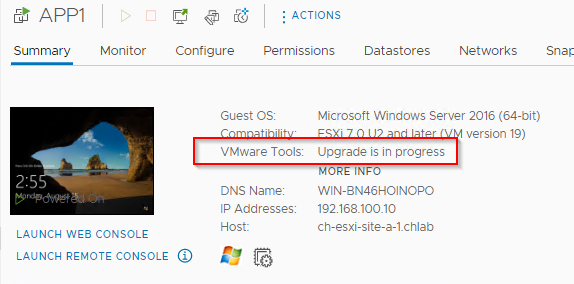 APP1
ACTIONS
Summary Monitor Configure Permissions Datastores Networks Snap
Guest OS: Microsoft Windows Server 2016 (64-bit)
Compatibility: ESXi 7.0 U2 and later (VM version 19)
VMware Tools: Upgrade is in progress
MORE INFO
DNS Name: WIN-BN46HOINOPO
IP Addresses: 192.168.100.10
Host: ch-esxi-site-a-1.chlab
2:55
Monday, August 15
Powered On
LAUNCH WEB CONSOLE
LAUNCH REMOTE CONSOLE